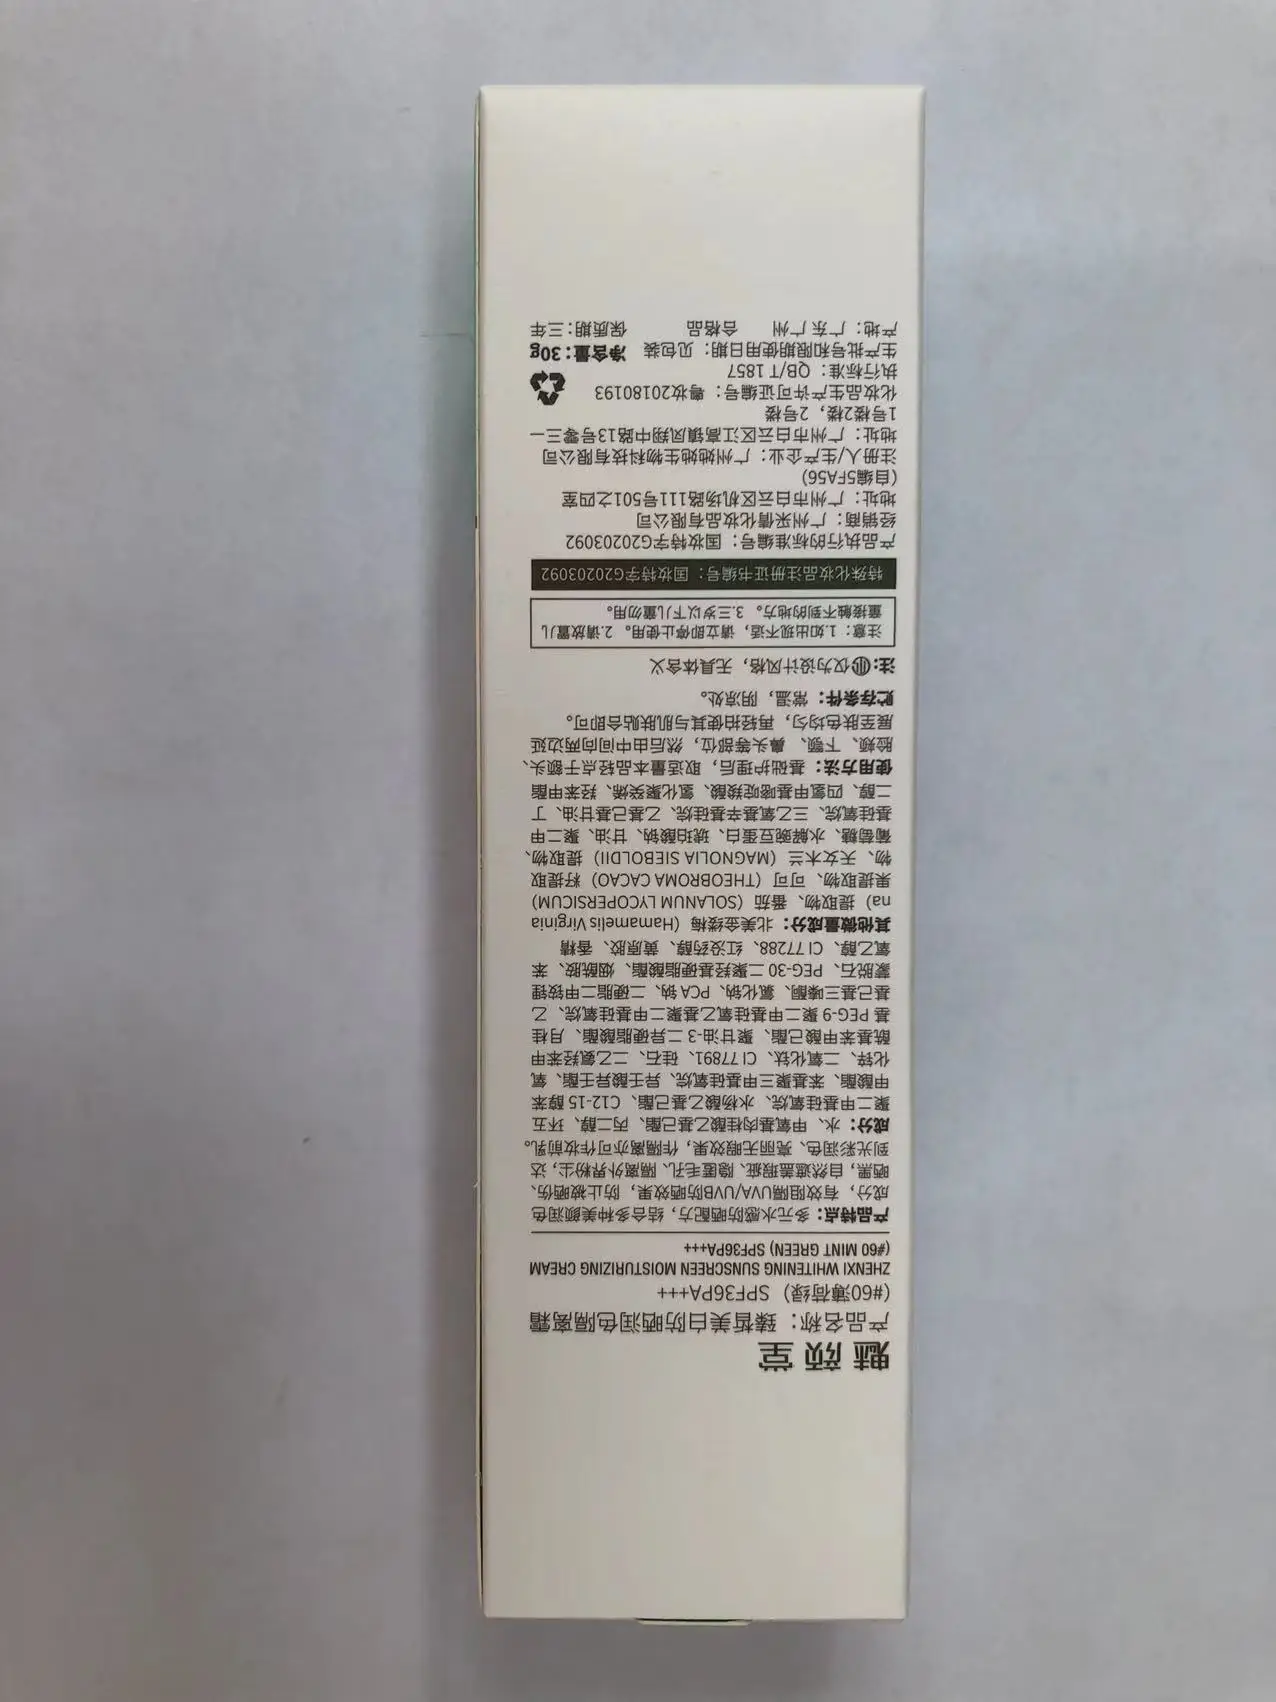 魅颜堂
产品名称：臻皙美白防晒润色隔离霜
(#60薄荷绿) SPF36PA+++
ZHENXI WHITENING SUNSCREEN MOISTURIZING CREAM
(#60 MINT GREEN) SPF36PA+++
产品特点：多元水感防晒配方，结合多种美颜润色
成分，有效阻隔UVA/UVB防晒效果，防止被晒伤、
晒黑，自然遮盖瑕疵、隐匿毛孔、隔离外界粉尘，达
到光彩润色、亮丽无暇效果，作隔离亦可作妆前乳。
成分：水、甲氧基肉桂酸乙基己酯、丙二醇、环五
聚二甲基硅氧烷、水杨酸乙基己酯、C12-15 醇苯
甲酸酯、苯基聚三甲基硅氧烷、异壬酸异壬酯、氧
化锌、二氧化钛、CI 77891、硅石、二乙氨羟苯甲
酰基苯甲酸己酯、聚甘油-3 二异硬脂酸酯、月桂
基 PEG-9 聚二甲基硅氧乙基聚二甲基硅氧烷、乙
基己基三嗪酮、氯化钠、PCA 钠、二硬脂二甲铵锂
蒙脱石、PEG-30 二聚羟基硬脂酸酯、烟酰胺、苯
氧乙醇、CI 77288、红没药醇、黄原胶、香精
其他微量成分：北美金缕梅（Hamamelis Virginia
na）提取物、番茄（SOLANUM LYCOPERSICUM）
果提取物、可可（THEOBROMA CACAO）籽提取
物、天女木兰（MAGNOLIA SIEBOLDII）提取物、
葡萄糖、水解豌豆蛋白、琥珀酸钠、甘油、聚二甲
基硅氧烷、三乙氧基辛基硅烷、乙基己基甘油、丁
二醇、四氢甲基嘧啶羧酸、氢化聚癸烯、羟苯甲酯
使用方法：基础护理后，取适量本品轻点于额头、
脸颊、下颚、鼻头等部位，然后由中间向两边延
展至肤色均匀，再轻拍使其与肌肤贴合即可。
贮存条件：常温，阴凉处。
注：仅为设计风格，无具体含义
注意：1.如出现不适，请立即停止使用。2.请放置儿
童接触不到的地方。3.三岁以下儿童勿用。
特殊化妆品注册证书编号：国妆特字G20203092
产品执行的标准编号：国妆特字G20203092
经销商：广州采倩化妆品有限公司
地址：广州市白云区机场路111号501之四室
(自编5FA56)
注册人/生产企业：广州她她生物科技有限公司
地址：广州市白云区江高镇凤翔中路13号零三一
1号楼2楼，2号楼
化妆品生产许可证编号：粤妆20180193
执行标准：QB/T 1857
生产批号和限期使用日期：见包装 净含量：30g
产地：广东广州 合格品 保质期：三年